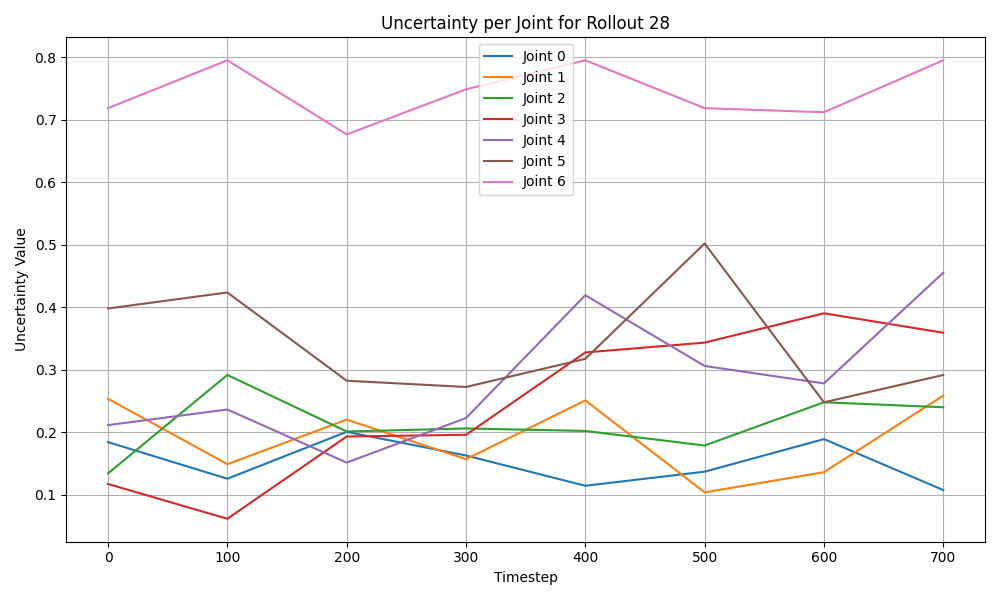 Uncertainty per Joint for Rollout 28
Joint 0
Joint 1
Joint 2
Joint 3
Joint 4
Joint 5
Joint 6
Uncertainty Value
0.8
0.7
0.6
0.5
0.4
0.3
0.2
0.1
0 100 200 300 400 500 600 700
Timestep